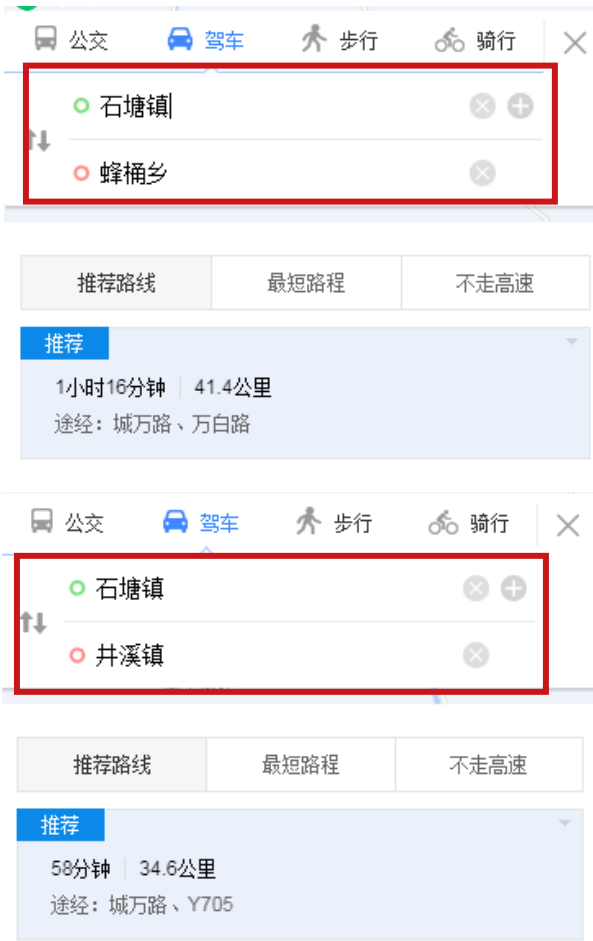 公交 驾车 步行 骑行
石塘镇
蜂桶乡
推荐路线 最短路程 不走高速
推荐
1小时16分钟 41.4公里
途经：城万路、万白路
公交 驾车 步行 骑行
石塘镇
井溪镇
推荐路线 最短路程 不走高速
推荐
58分钟 34.6公里
途经：城万路、Y705